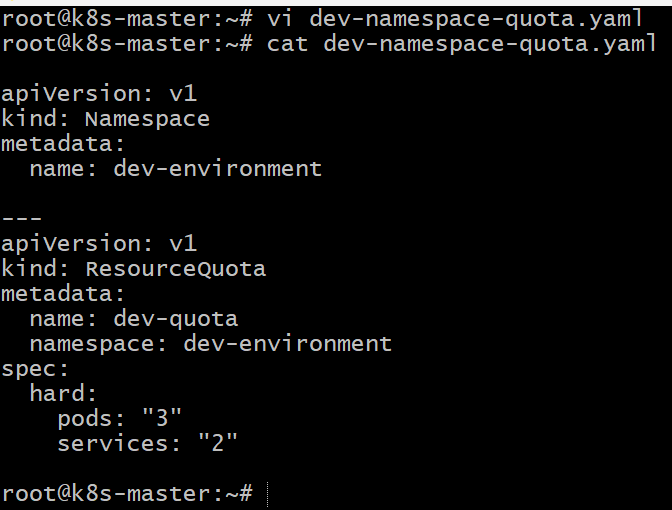 root@k8s-master:~# vi dev-namespace-quota.yaml
root@k8s-master:~# cat dev-namespace-quota.yaml
apiVersion: v1
kind: Namespace
metadata:
  name: dev-environment
---
apiVersion: v1
kind: ResourceQuota
metadata:
  name: dev-quota
  namespace: dev-environment
spec:
  hard:
    pods: "3"
    services: "2"
root@k8s-master:~#